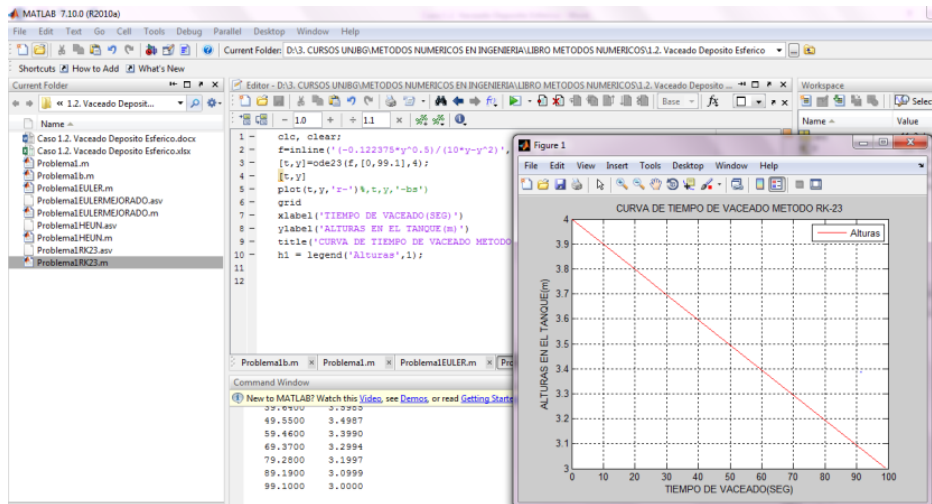 MATLAB 7.10.0 (R2010a)
File Edit Text Go Cell Tools Debug Parallel Desktop Window Help
Current Folder: D:\3. CURSOS UNJBG\METODOS NUMERICOS EN INGENIERIA\LIBRO METODOS NUMERICOS\1.2. Vaceado Deposito Esferico
Shortcuts How to Add What's New
Current Folder
« 1.2. Vaceado Deposit...
Name
Caso 1.2. Vaceado Deposito Esferico.docx
Caso 1.2. Vaceado Deposito Esferico.xlsx
Problema1.m
Problema1b.m
Problema1EULER.m
Problema1EULERMEJORADO.asv
Problema1EULERMEJORADO.m
Problema1HEUN.asv
Problema1HEUN.m
Problema1RK23.asv
Problema1RK23.m
Editor - D:\3. CURSOS UNJBG\METODOS NUMERICOS EN INGENIERIA\LIBRO METODOS NUMERICOS\1.2. Vaceado Deposito ...
Base
fx
- 1.0 + ÷ 1.1 ×
1 - clc, clear;
2 - f=inline('(-0.122375*y^0.5)/(10*y-y^2)',
3 - [t,y]=ode23(f,[0,99.1],4);
4 - [t,y]
5 - plot(t,y,'r-')%,t,y,'-bs')
6 - grid
7 - xlabel('TIEMPO DE VACEADO(SEG)')
8 - ylabel('ALTURAS EN EL TANQUE(m)')
9 - title('CURVA DE TIEMPO DE VACEADO METODO
10 - h1 = legend('Alturas',1);
11
12
Problema1b.m × Problema1.m × Problema1EULER.m ×
Command Window
New to MATLAB? Watch this Video, see Demos, or read Getting Starte
39.6400 3.5985
49.5500 3.4987
59.4600 3.3990
69.3700 3.2994
79.2800 3.1997
89.1900 3.0999
99.1000 3.0000
Workspace
Selec
Name Value
Figure 1
File Edit View Insert Tools Desktop Window Help
CURVA DE TIEMPO DE VACEADO METODO RK-23
Alturas
4
3.9
3.8
3.7
3.6
3.5
3.4
3.3
3.2
3.1
3
ALTURAS EN EL TANQUE(m)
0 10 20 30 40 50 60 70 80 90 100
TIEMPO DE VACEADO(SEG)